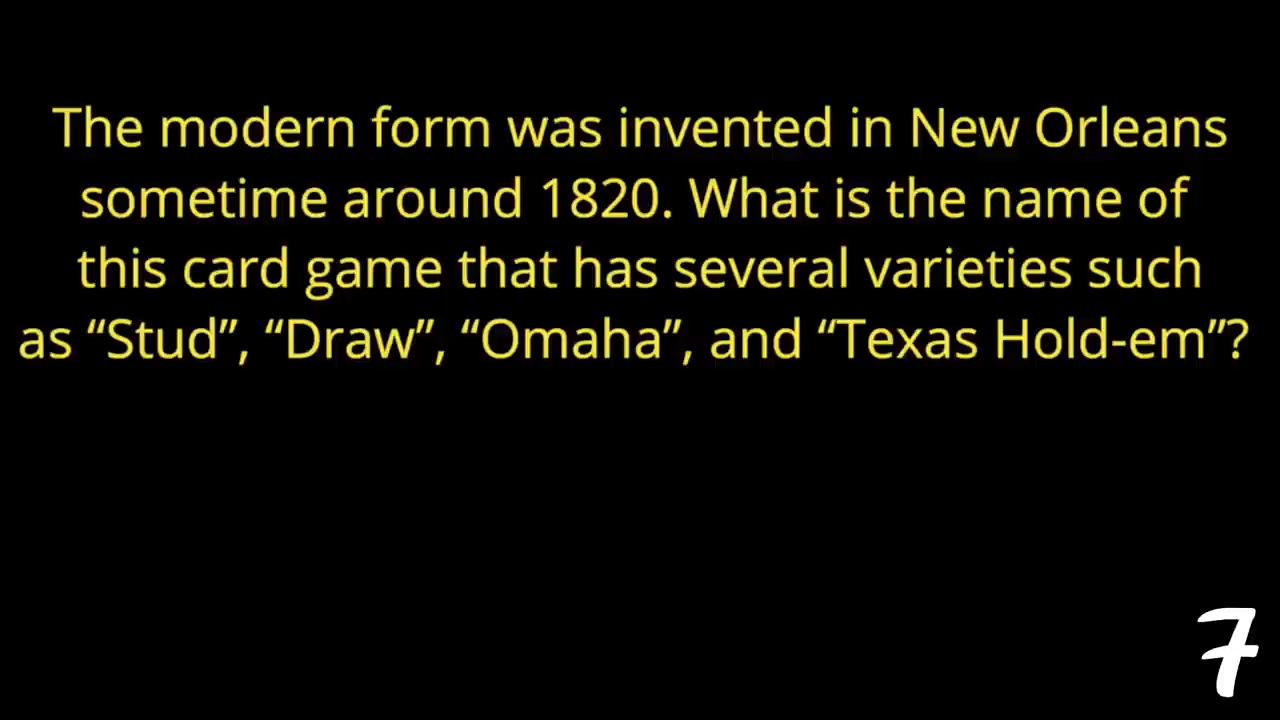 The modern form was invented in New Orleans
sometime around 1820. What is the name of
this card game that has several varieties such
as “Stud”, “Draw”, “Omaha”, and “Texas Hold-em”?
7